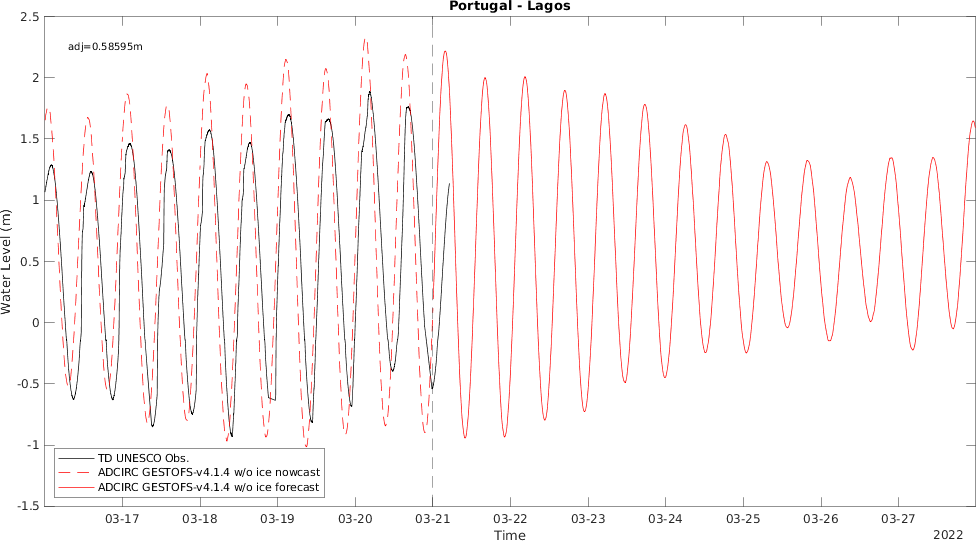 Portugal - Lagos
adj=0.58595m
Water Level (m)
2.5
2
1.5
1
0.5
0
-0.5
-1
-1.5
TD UNESCO Obs.
ADCIRC GESTOFS-v4.1.4 w/o ice nowcast
ADCIRC GESTOFS-v4.1.4 w/o ice forecast
03-17 03-18 03-19 03-20 03-21 03-22 03-23 03-24 03-25 03-26 03-27
Time
2022